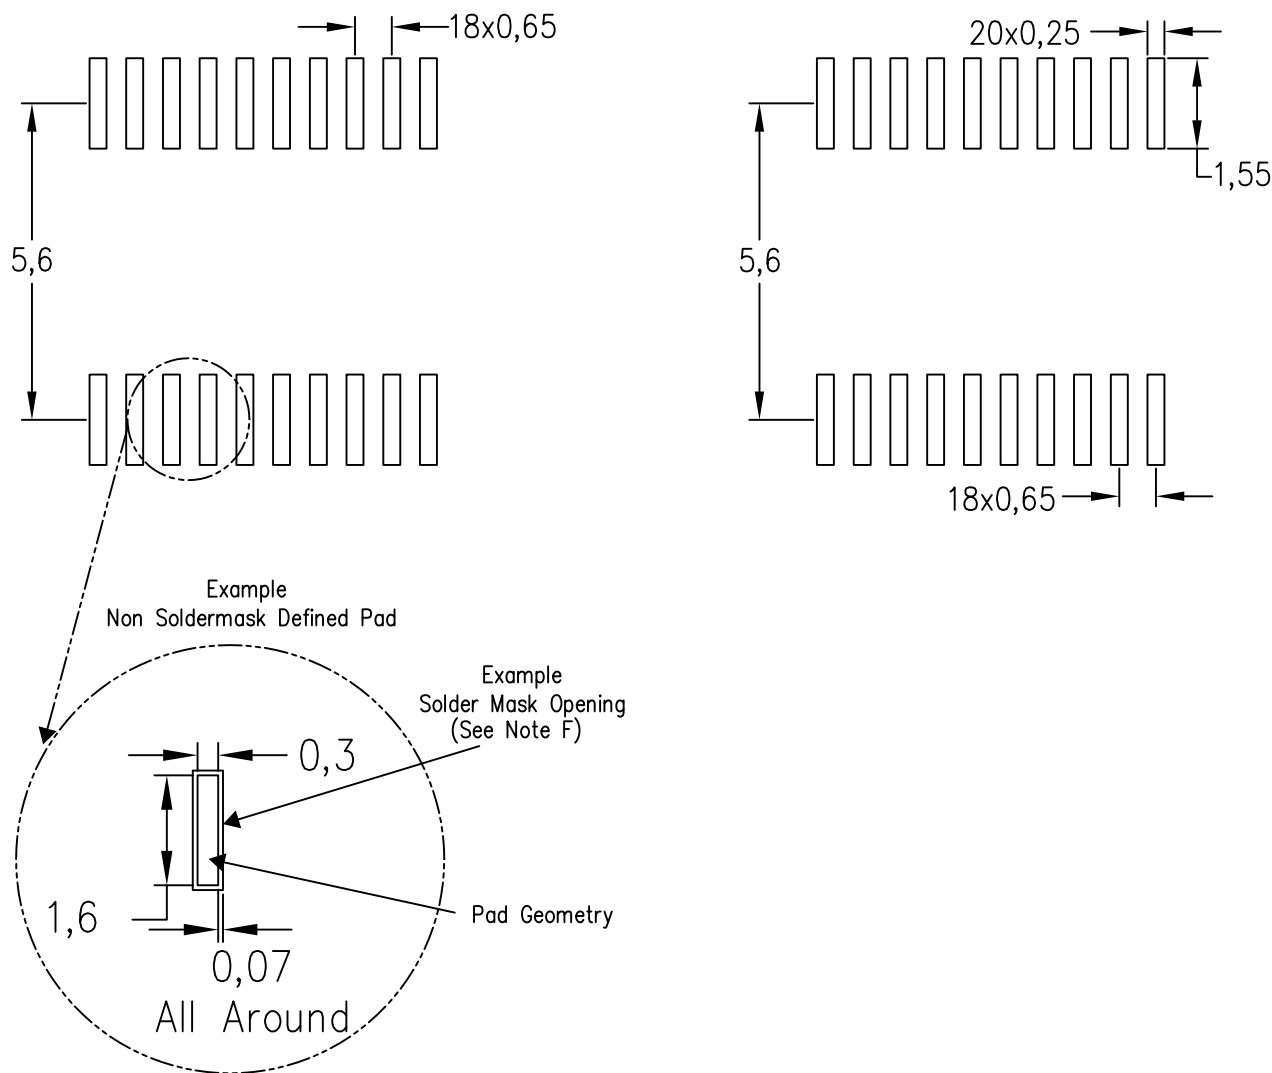 18x0,65
20x0,25
1,55
5,6
5,6
18x0,65
Example
Non Soldermask Defined Pad
Example
Solder Mask Opening
(See Note F)
0,3
1,6
Pad Geometry
0,07
All Around